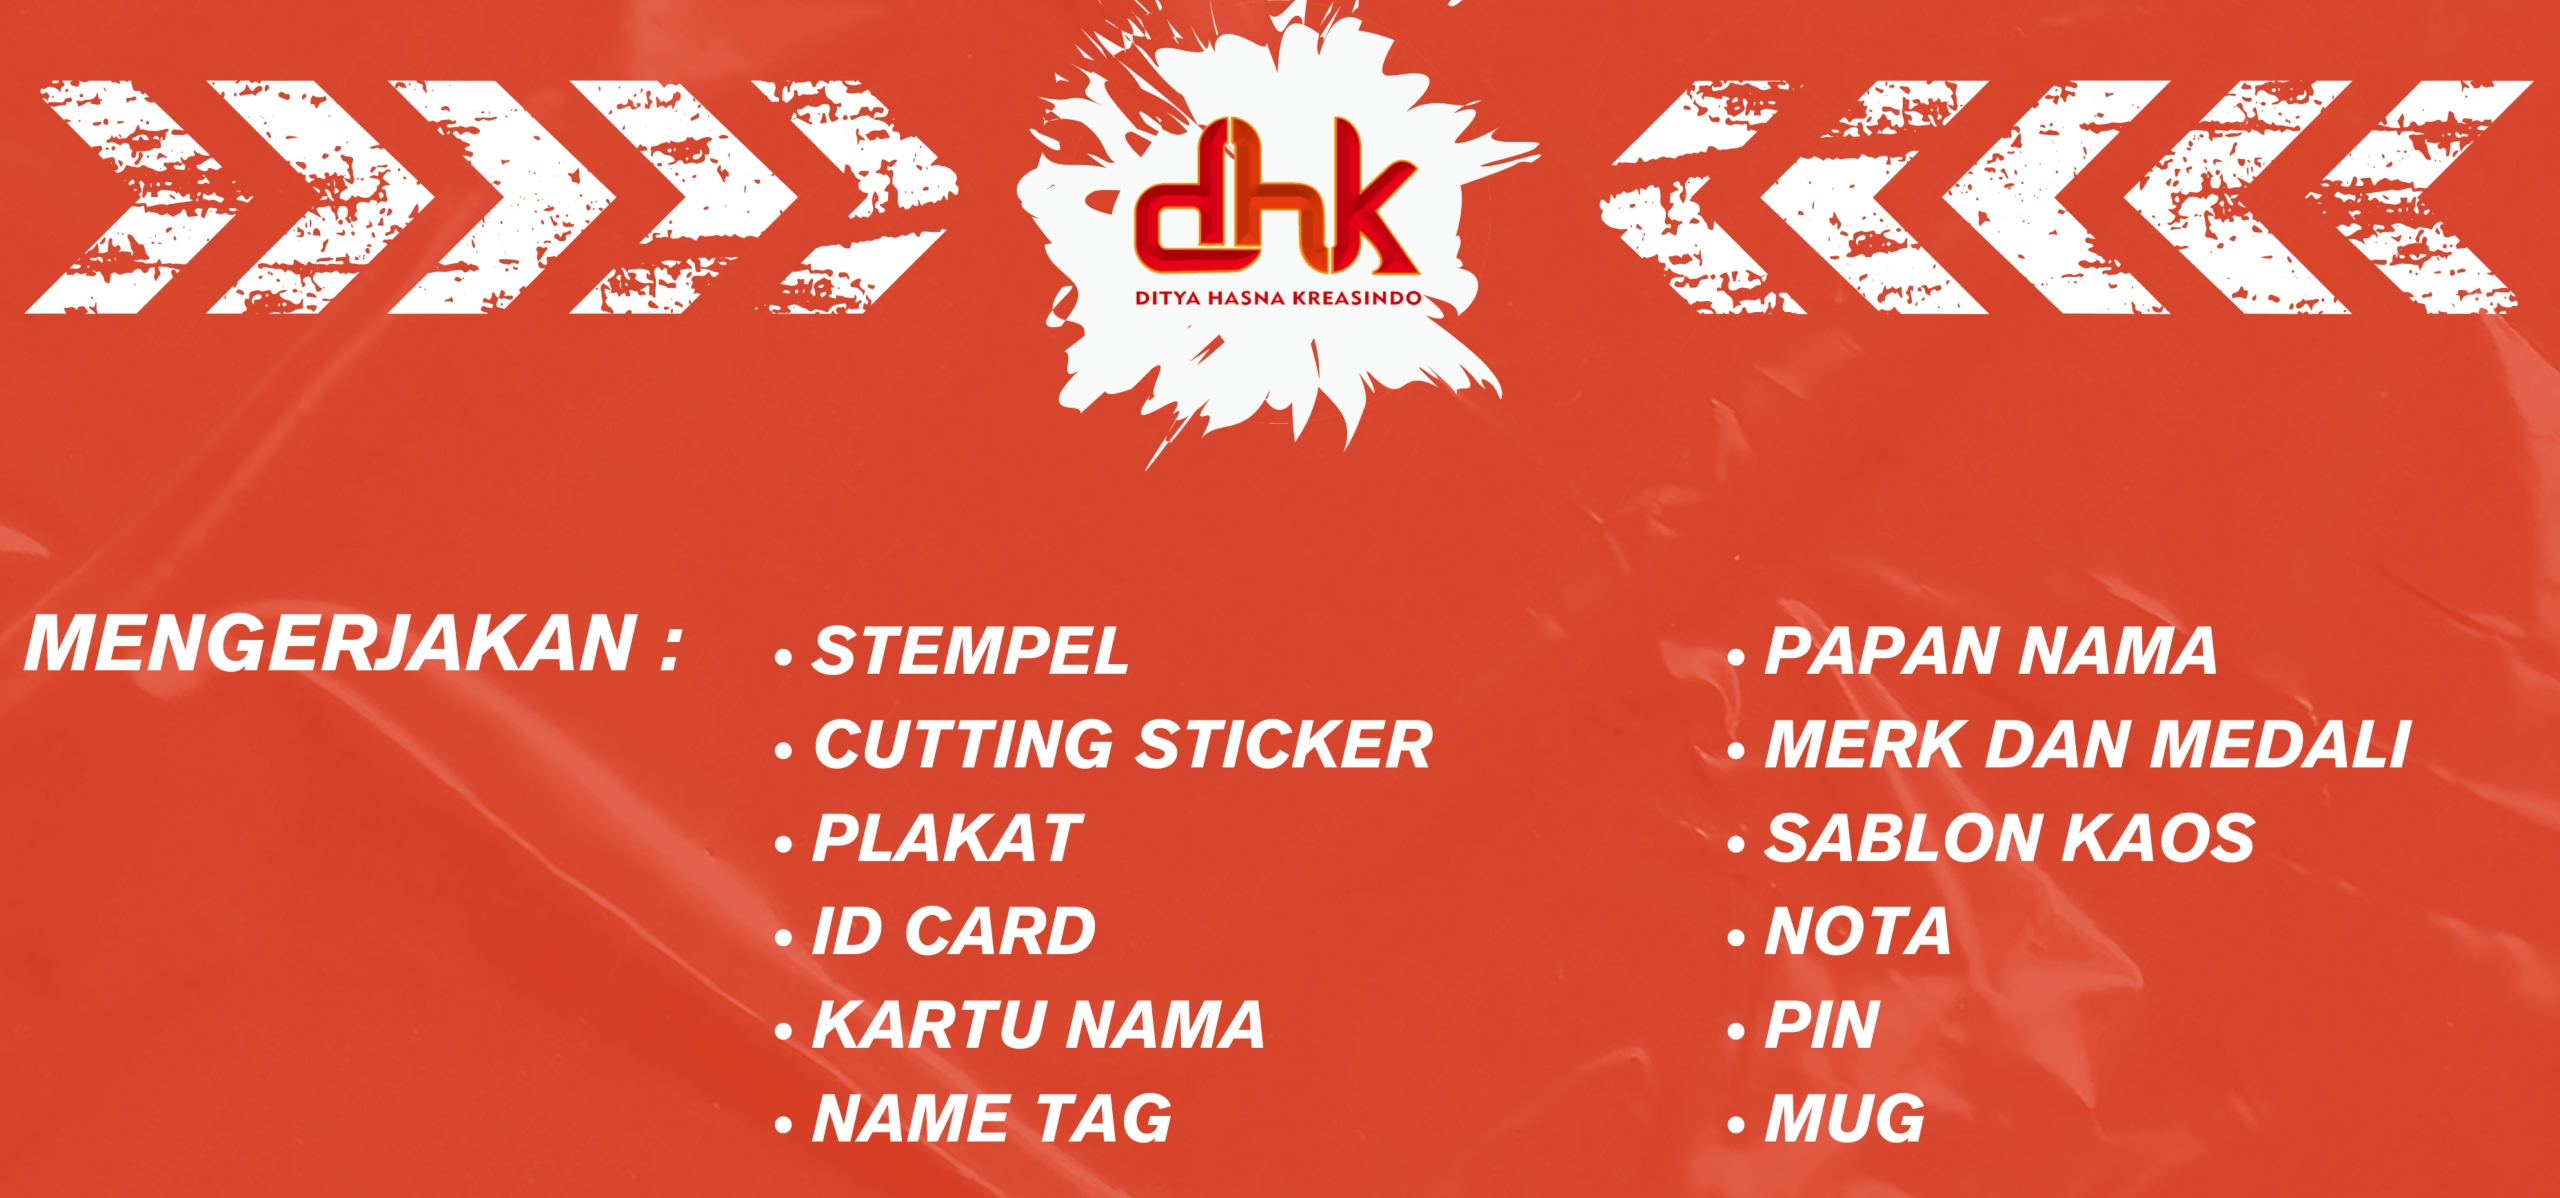 dhk
DITYA HASNA KREASINDO
MENGERJAKAN :
• STEMPEL
• CUTTING STICKER
• PLAKAT
• ID CARD
• KARTU NAMA
• NAME TAG
• PAPAN NAMA
• MERK DAN MEDALI
• SABLON KAOS
• NOTA
• PIN
• MUG